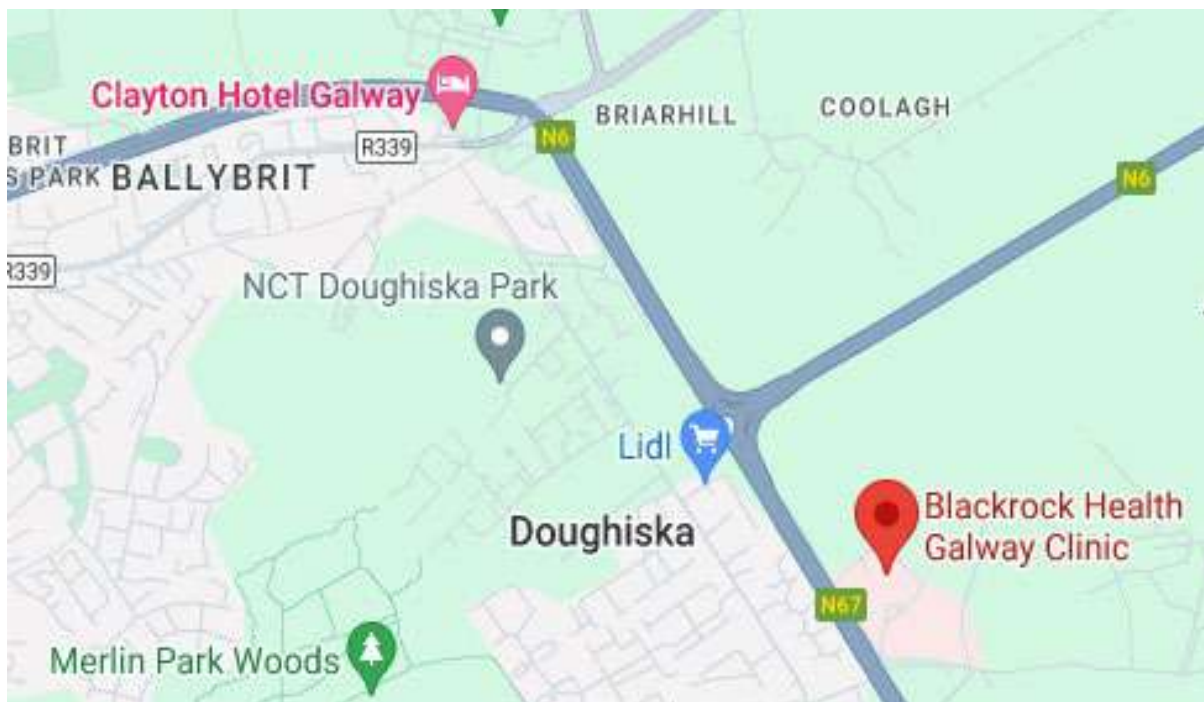 Clayton Hotel Galway
BRIARHILL
COOLAGH
N6
R339
BRIT
S PARK
BALLYBRIT
N6
R339
NCT Doughiska Park
Lidl
Doughiska
Blackrock Health
Galway Clinic
N67
Merlin Park Woods